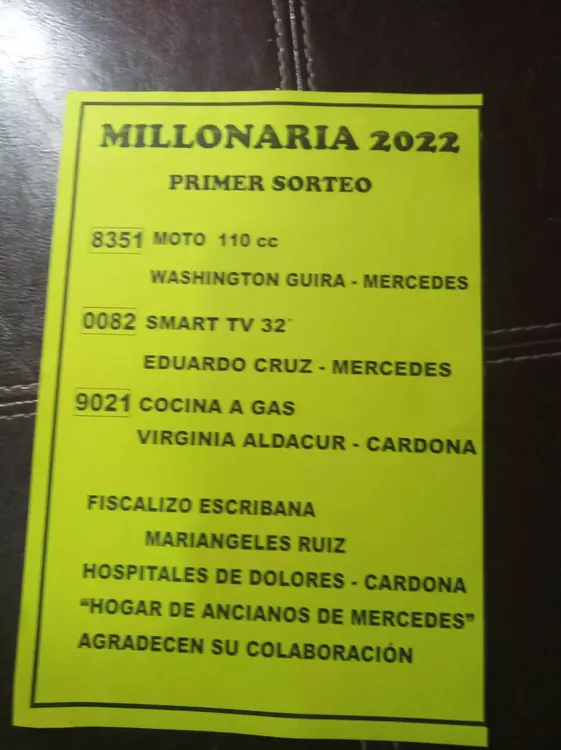 MILLONARIA 2022
PRIMER SORTEO
8351 MOTO 110 cc
WASHINGTON GUIRA - MERCEDES
0082 SMART TV 32´
EDUARDO CRUZ - MERCEDES
9021 COCINA A GAS
VIRGINIA ALDACUR - CARDONA
FISCALIZO ESCRIBANA
MARIANGELES RUIZ
HOSPITALES DE DOLORES - CARDONA
“HOGAR DE ANCIANOS DE MERCEDES”
AGRADECEN SU COLABORACIÓN